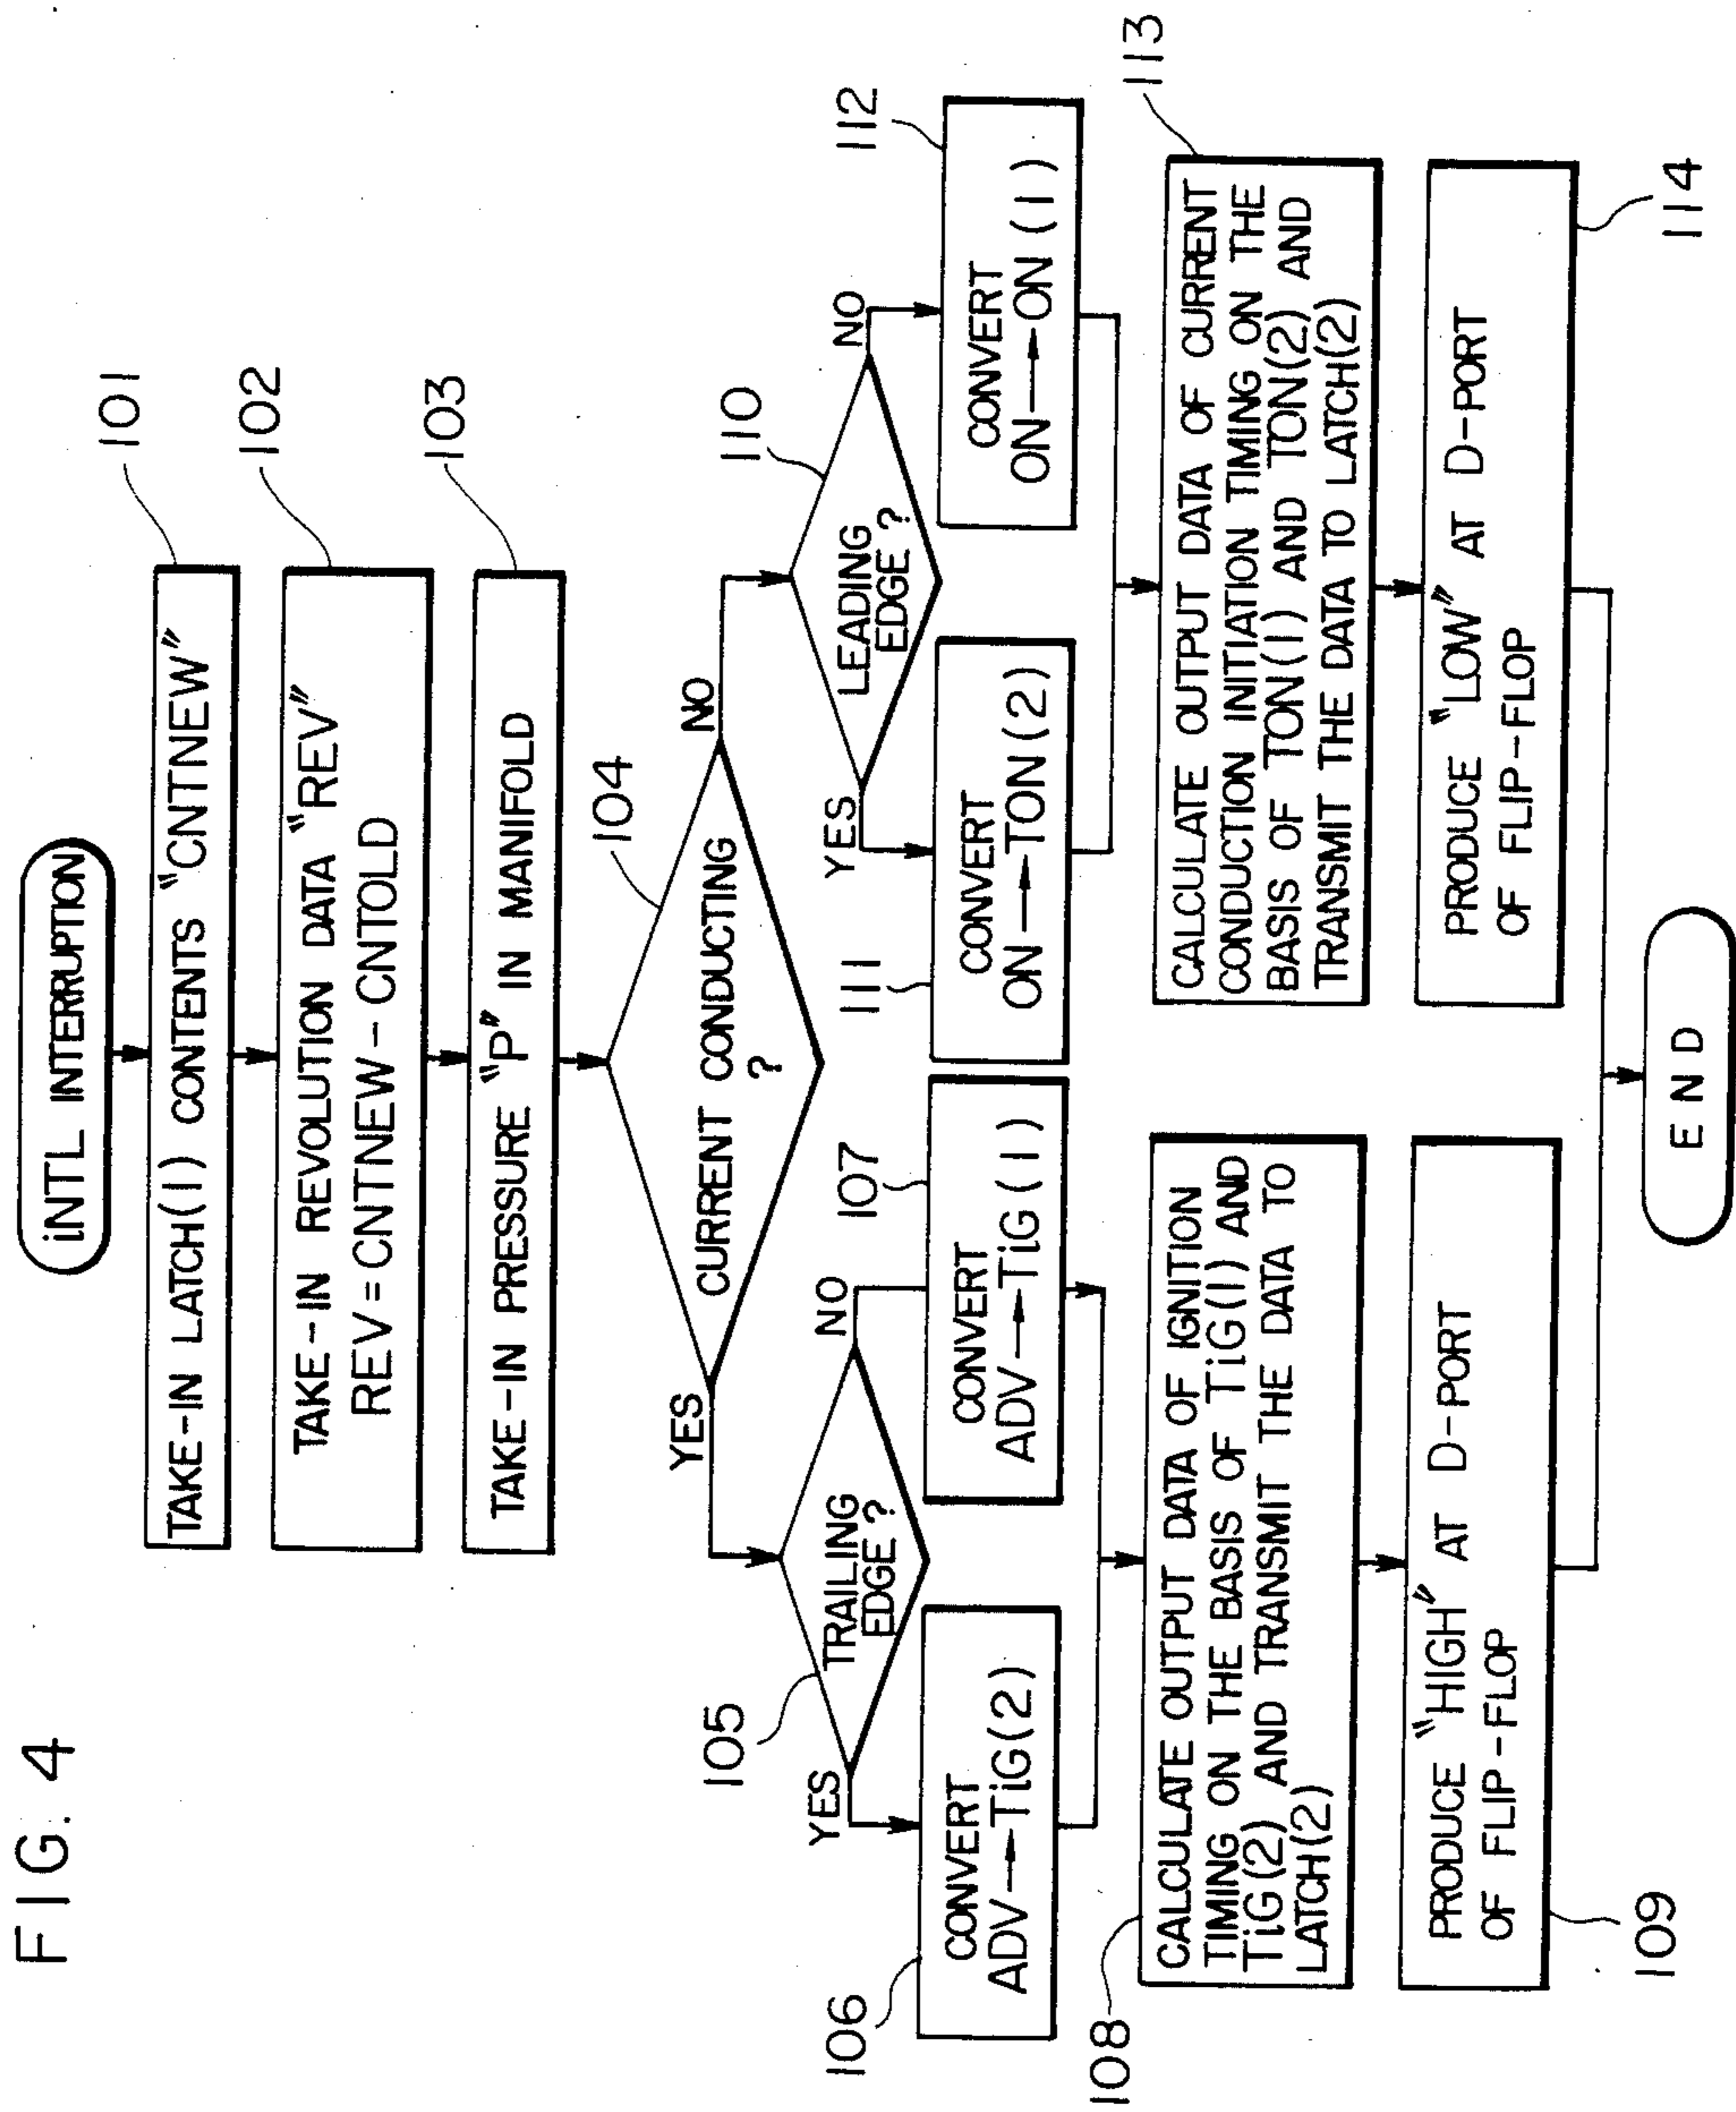 FIG. 4
iNTL INTERRUPTION
TAKE-IN LATCH(1) CONTENTS "CNTNEW"
101
TAKE-IN REVOLUTION DATA "REV"
REV = CNTNEW - CNTOLD
102
TAKE-IN PRESSURE "P" IN MANIFOLD
103
CURRENT CONDUCTING
?
104
YES
NO
TRAILING
EDGE ?
105
YES
NO
CONVERT
ADV→TiG(2)
106
CONVERT
ADV→TiG(1)
107
CALCULATE OUTPUT DATA OF IGNITION
TIMING ON THE BASIS OF TiG(1) AND
TiG(2) AND TRANSMIT THE DATA TO
LATCH(2)
108
PRODUCE "HIGH" AT D-PORT
OF FLIP-FLOP
109
LEADING
EDGE ?
110
YES
NO
CONVERT
ON→TON(2)
111
CONVERT
ON→ON(1)
112
CALCULATE OUTPUT DATA OF CURRENT
CONDUCTION INITIATION TIMING ON THE
BASIS OF TON(1) AND TON(2) AND
TRANSMIT THE DATA TO LATCH(2)
113
PRODUCE "LOW" AT D-PORT
OF FLIP-FLOP
114
END